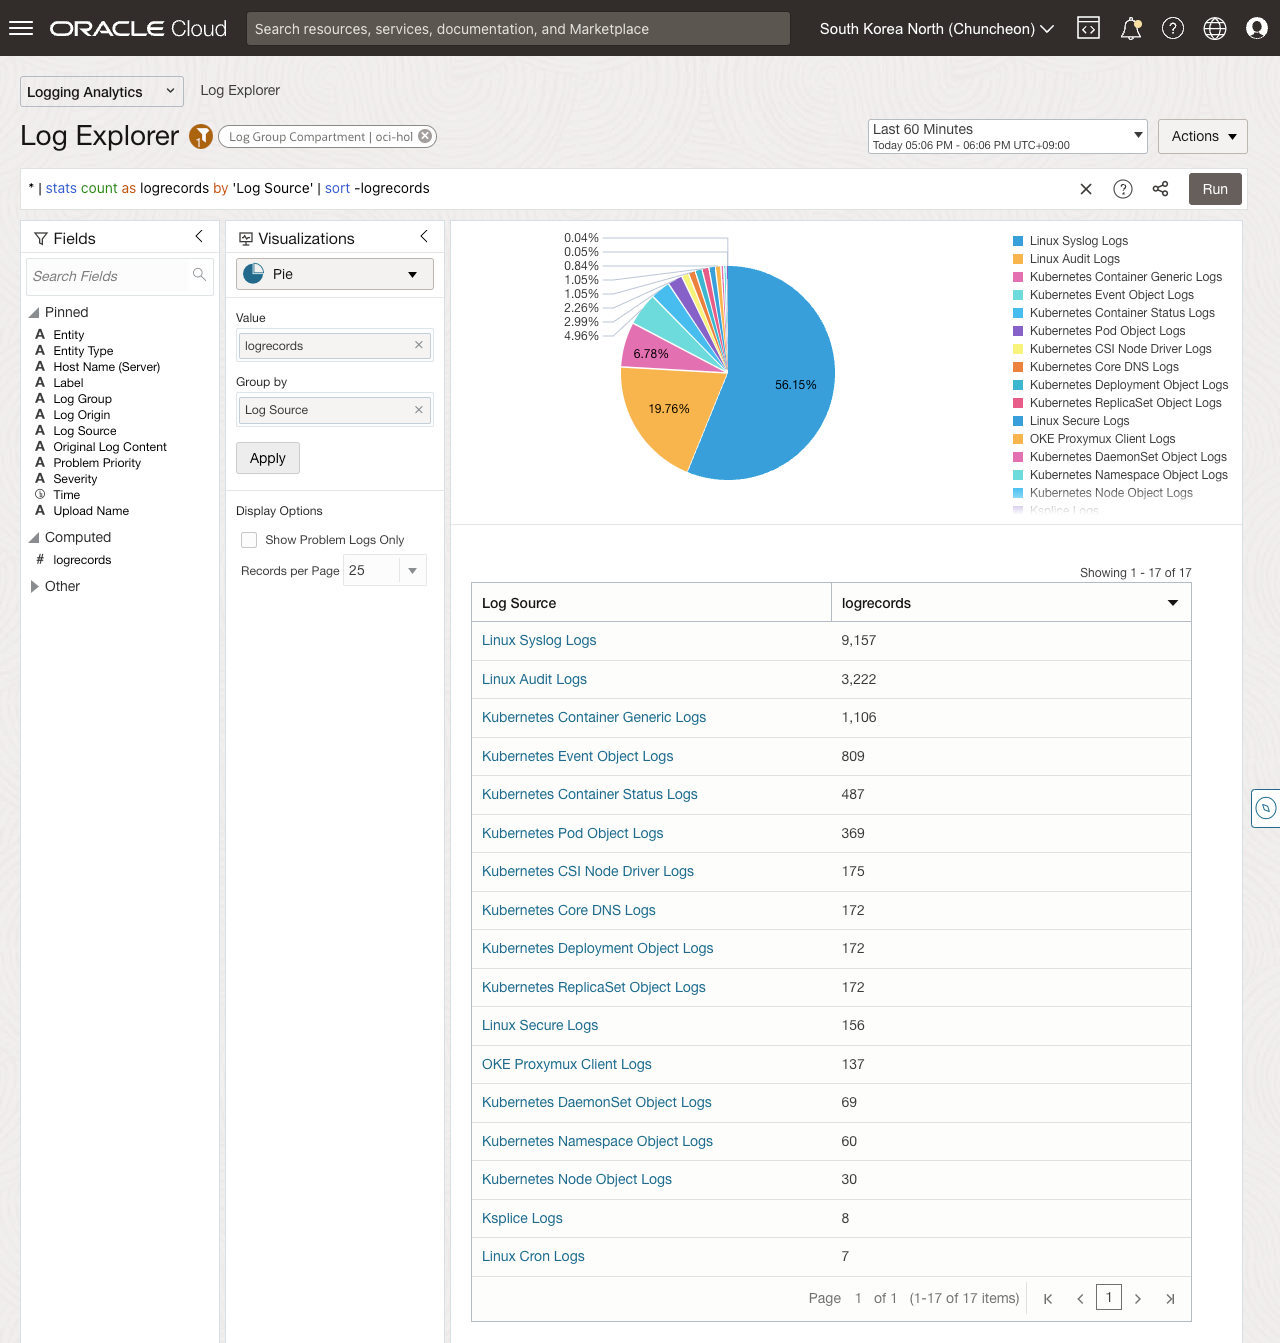 ORACLE Cloud
Search resources, services, documentation, and Marketplace
South Korea North (Chuncheon)
Logging Analytics
Log Explorer
Log Explorer
1
Log Group Compartment | oci-hol
Last 60 Minutes
Today 05:06 PM - 06:06 PM UTC+09:00
Actions
* | stats count as logrecords by 'Log Source' | sort -logrecords
Run
Fields
Search Fields
Pinned
A Entity
A Entity Type
A Host Name (Server)
A Label
A Log Group
A Log Origin
A Log Source
A Original Log Content
A Problem Priority
A Severity
Time
A Upload Name
Computed
# logrecords
Other
Visualizations
Pie
Value
logrecords
Group by
Log Source
Apply
Display Options
Show Problem Logs Only
Records per Page 25
0.04%
0.05%
0.84%
1.05%
1.05%
2.26%
2.99%
4.96%
6.78%
19.76%
56.15%
Linux Syslog Logs
Linux Audit Logs
Kubernetes Container Generic Logs
Kubernetes Event Object Logs
Kubernetes Container Status Logs
Kubernetes Pod Object Logs
Kubernetes CSI Node Driver Logs
Kubernetes Core DNS Logs
Kubernetes Deployment Object Logs
Kubernetes ReplicaSet Object Logs
Linux Secure Logs
OKE Proxymux Client Logs
Kubernetes DaemonSet Object Logs
Kubernetes Namespace Object Logs
Kubernetes Node Object Logs
Ksplice Logs
Showing 1 - 17 of 17
Log Source logrecords
Linux Syslog Logs 9,157
Linux Audit Logs 3,222
Kubernetes Container Generic Logs 1,106
Kubernetes Event Object Logs 809
Kubernetes Container Status Logs 487
Kubernetes Pod Object Logs 369
Kubernetes CSI Node Driver Logs 175
Kubernetes Core DNS Logs 172
Kubernetes Deployment Object Logs 172
Kubernetes ReplicaSet Object Logs 172
Linux Secure Logs 156
OKE Proxymux Client Logs 137
Kubernetes DaemonSet Object Logs 69
Kubernetes Namespace Object Logs 60
Kubernetes Node Object Logs 30
Ksplice Logs 8
Linux Cron Logs 7
Page 1 of 1 (1-17 of 17 items) 1